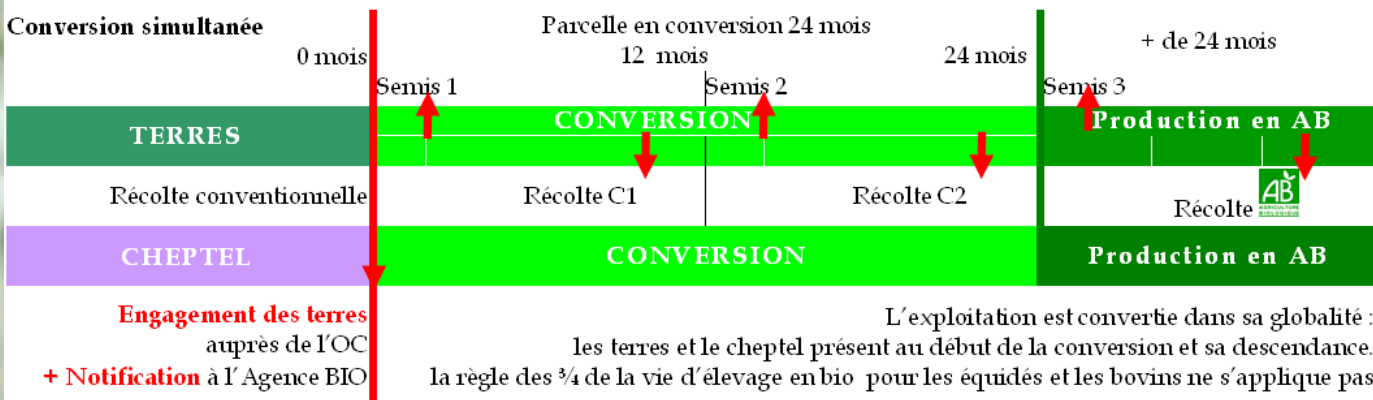 Conversion simultanée
Parcelle en conversion 24 mois
+ de 24 mois
0 mois
12 mois
24 mois
Semis 1
Semis 2
Semis 3
TERRES
CONVERSION
Production en AB
Récolte conventionnelle
Récolte C1
Récolte C2
Récolte
AB
AGRICULTURE
BIOLOGIQUE
CHEPTEL
CONVERSION
Production en AB
Engagement des terres
auprès de l'OC
+ Notification à l'Agence BIO
L'exploitation est convertie dans sa globalité :
les terres et le cheptel présent au début de la conversion et sa descendance.
la règle des ¾ de la vie d'élevage en bio pour les équidés et les bovins ne s'applique pas